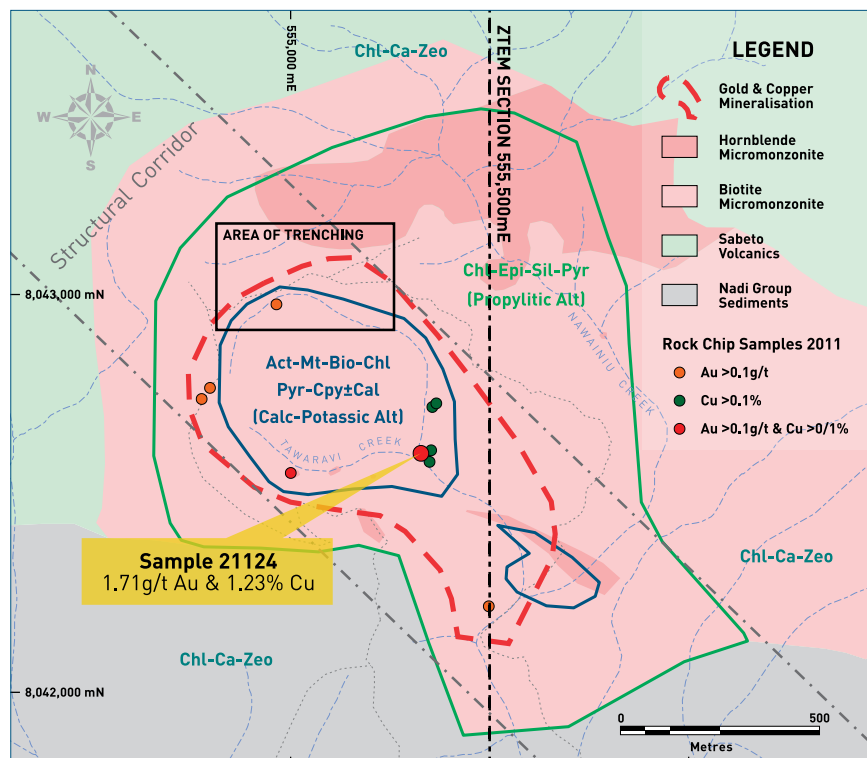 555,000 mE
Chl-Ca-Zeo
ZTEM SECTION 555,500mE
Chl-Ca-Zeo
LEGEND
Gold & Copper
Mineralisation
Hornblende
Micromonzonite
Biotite
Micromonzonite
Sabeto
Volcanics
Nadi Group
Sediments
Rock Chip Samples 2011
Au >0.1g/t
Cu >0.1%
Au >0.1g/t & Cu >0/1%
N
W
E
S
Structural Corridor
AREA OF TRENCHING
8,043,000 mN
Chl-Epi-Sil-Pyr
(Propylitic Alt)
NAWAINIU CREEK
Act-Mt-Bio-Chl
Pyr-Cpy±Cal
(Calc-Potassic Alt)
TAWARAVI CREEK
Sample 21124
1.71g/t Au & 1.23% Cu
Chl-Ca-Zeo
Chl-Ca-Zeo
8,042,000 mN
0
500
Metres